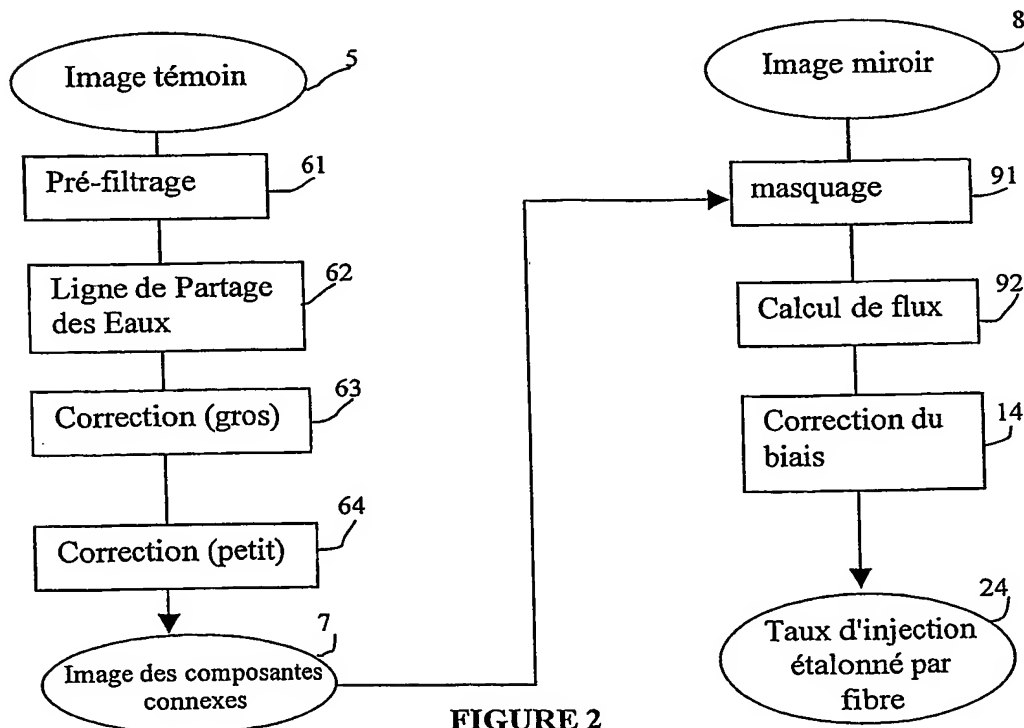 Image témoin
5
Pré-filtrage
61
Ligne de Partage
des Eaux
62
Correction (gros)
63
Correction (petit)
64
Image des composantes
connexes
7
Image miroir
8
masquage
91
Calcul de flux
92
Correction du
biais
14
Taux d'injection
étalonné par
fibre
24
FIGURE 2